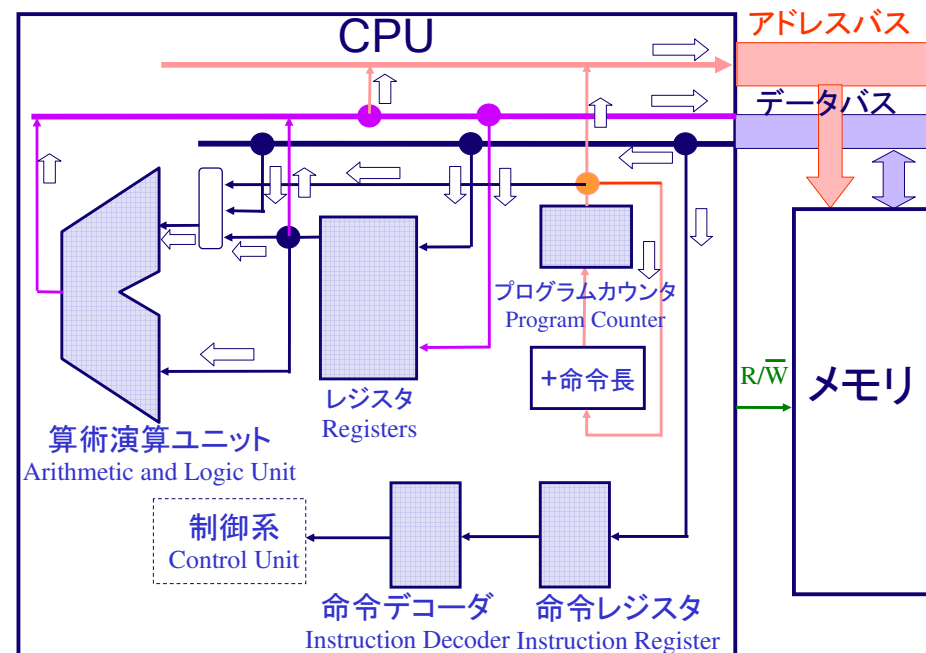 CPU
アドレスバス
データバス
プログラムカウンタ
Program Counter
+命令長
R/W̅
メモリ
レジスタ
Registers
算術演算ユニット
Arithmetic and Logic Unit
制御系
Control Unit
命令デコーダ
Instruction Decoder
命令レジスタ
Instruction Register